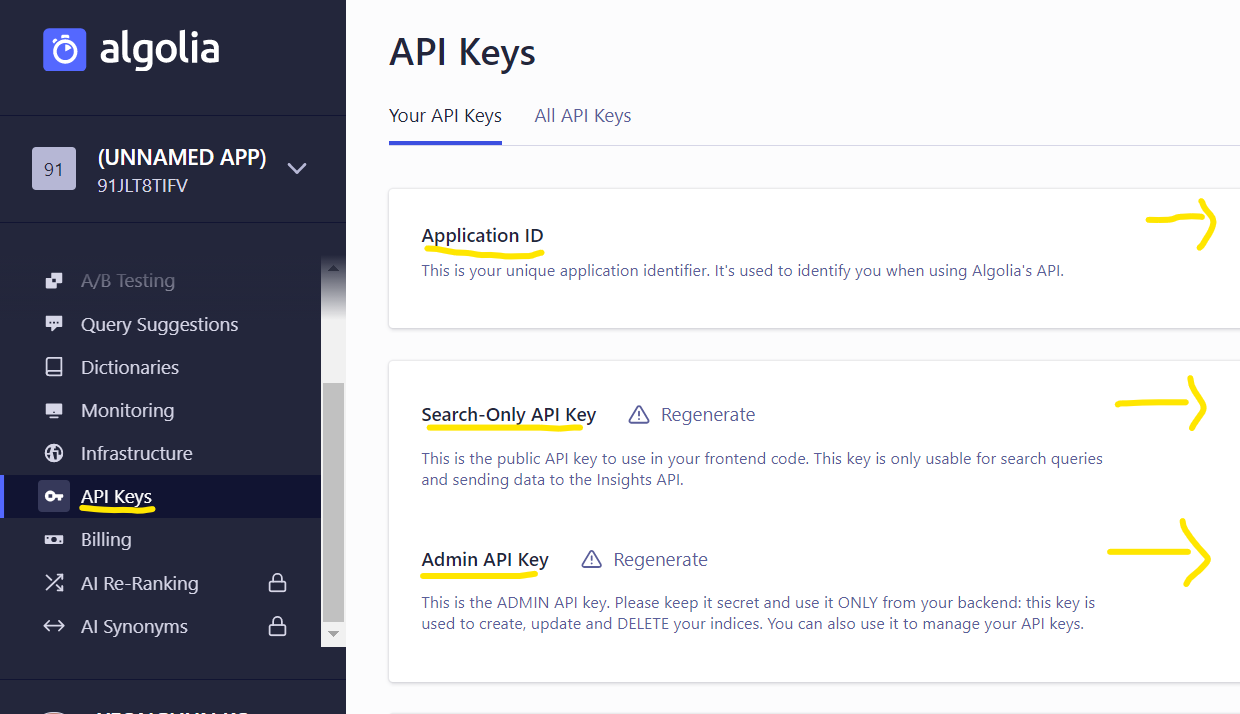 algolia
91
(UNNAMED APP)
91JLT8TIFV
A/B Testing
Query Suggestions
Dictionaries
Monitoring
Infrastructure
API Keys
Billing
AI Re-Ranking
AI Synonyms
API Keys
Your API Keys
All API Keys
Application ID
This is your unique application identifier. It's used to identify you when using Algolia's API.
Search-Only API Key
Regenerate
This is the public API key to use in your frontend code. This key is only usable for search queries
and sending data to the Insights API.
Admin API Key
Regenerate
This is the ADMIN API key. Please keep it secret and use it ONLY from your backend: this key is
used to create, update and DELETE your indices. You can also use it to manage your API keys.